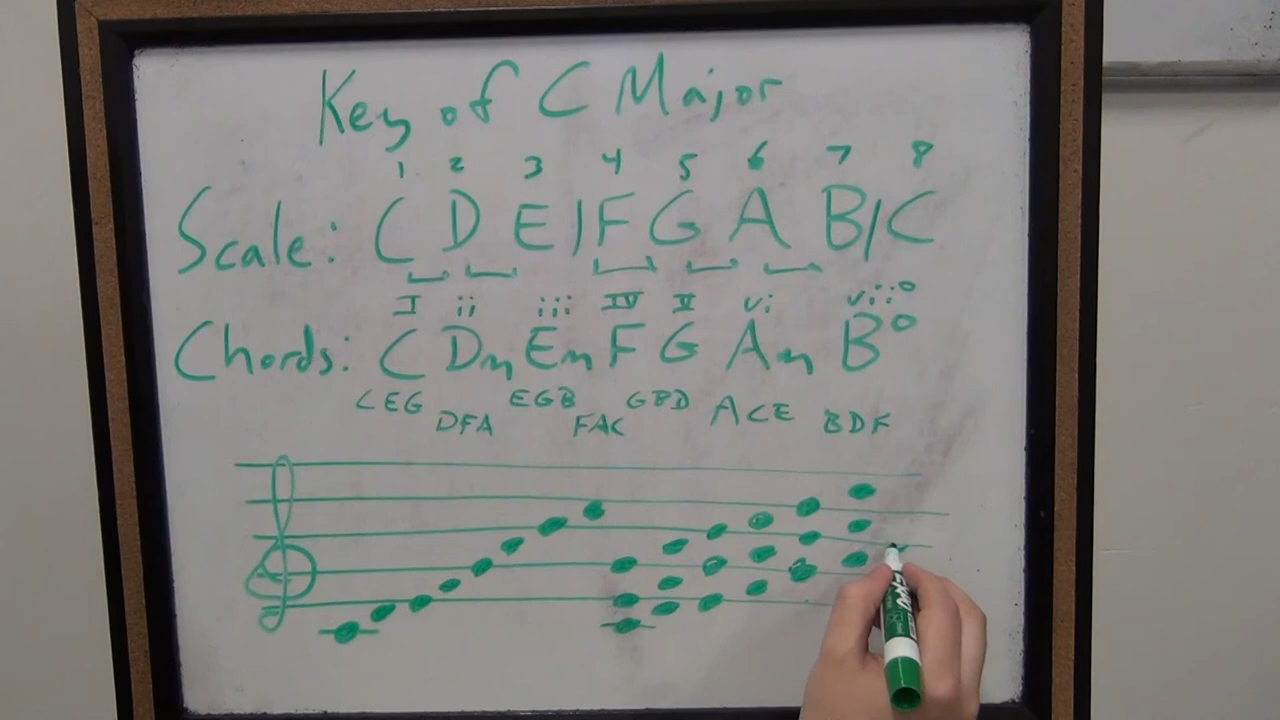 Key of C Major
1 2 3 4 5 6 7 8
Scale: C D E | F G A B | C
I ii iii IV V vi vii°
Chords: C Dm Em F G Am B°
CEG DFA EGB FAC GBD ACE BDF
EXPO